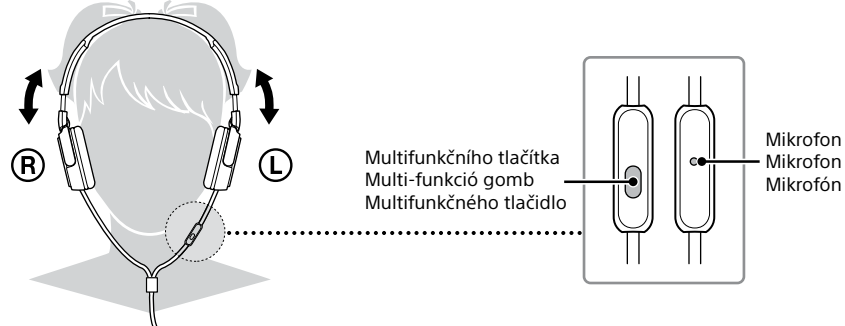 R
L
Multifunkčního tlačítka
Multi-funkció gomb
Multifunkčného tlačidlo
Mikrofon
Mikrofon
Mikrofón